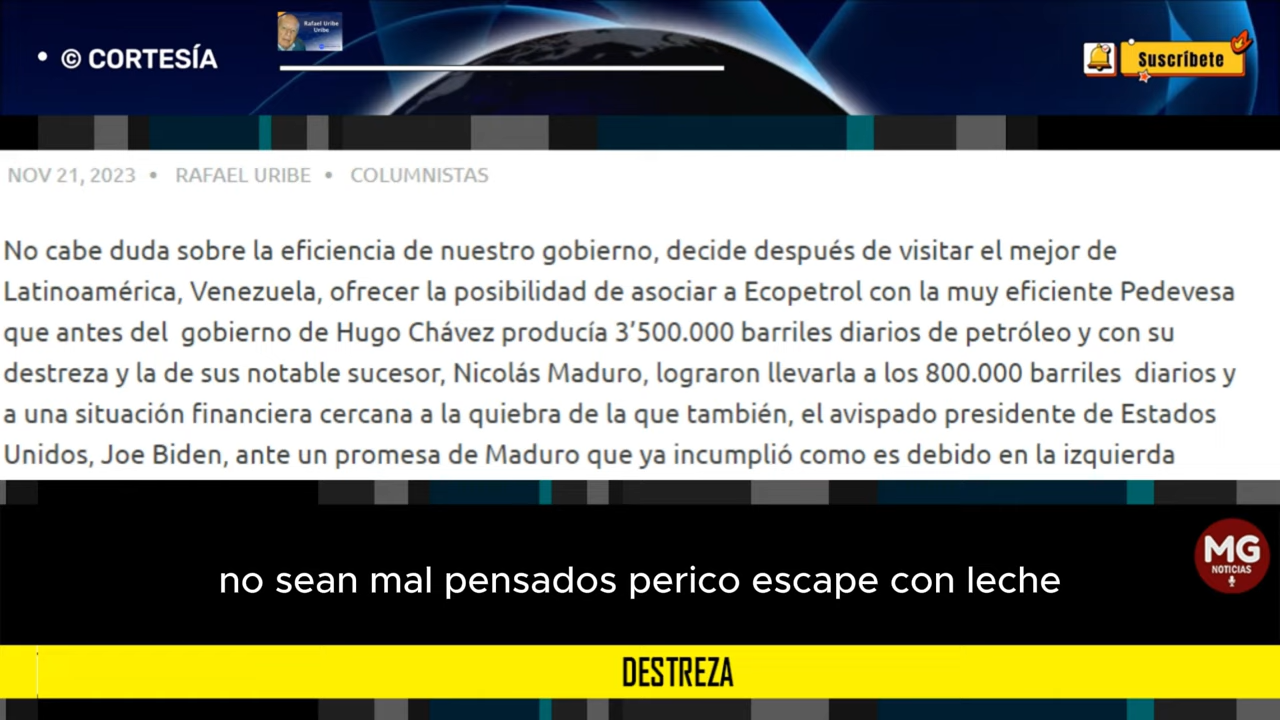 • © CORTESÍA
Rafael Uribe
Uribe
Suscríbete
NOV 21, 2023 • RAFAEL URIBE • COLUMNISTAS
No cabe duda sobre la eficiencia de nuestro gobierno, decide después de visitar el mejor de
Latinoamérica, Venezuela, ofrecer la posibilidad de asociar a Ecopetrol con la muy eficiente Pedevesa
que antes del gobierno de Hugo Chávez producía 3’500.000 barriles diarios de petróleo y con su
destreza y la de sus notable sucesor, Nicolás Maduro, lograron llevarla a los 800.000 barriles diarios y
a una situación financiera cercana a la quiebra de la que también, el avispado presidente de Estados
Unidos, Joe Biden, ante un promesa de Maduro que ya incumplió como es debido en la izquierda
MG
NOTICIAS
no sean mal pensados perico escape con leche
DESTREZA